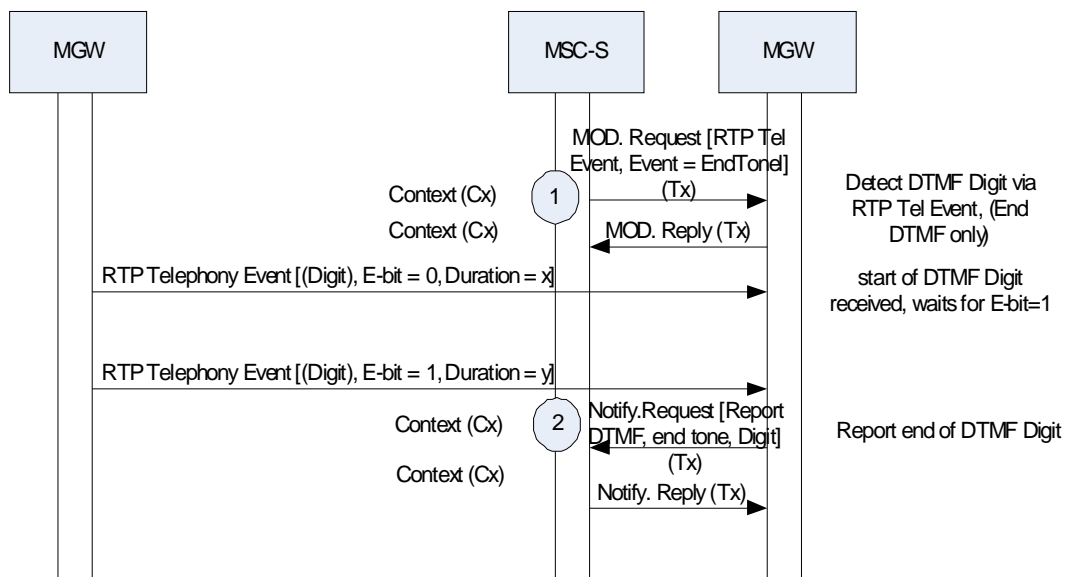 MGW
MSC-S
MGW
MOD. Request [RTP Tel
Event, Event = EndTonel]
(Tx)
Context (Cx)
1
Detect DTMF Digit via
RTP Tel Event, (End
DTMF only)
Context (Cx)
MOD. Reply (Tx)
RTP Telephony Event [(Digit), E-bit = 0, Duration = x]
start of DTMF Digit
received, waits for E-bit=1
RTP Telephony Event [(Digit), E-bit = 1, Duration = y]
Context (Cx)
2
Notify.Request [Report
DTMF, end tone, Digit]
(Tx)
Report end of DTMF Digit
Context (Cx)
Notify. Reply (Tx)